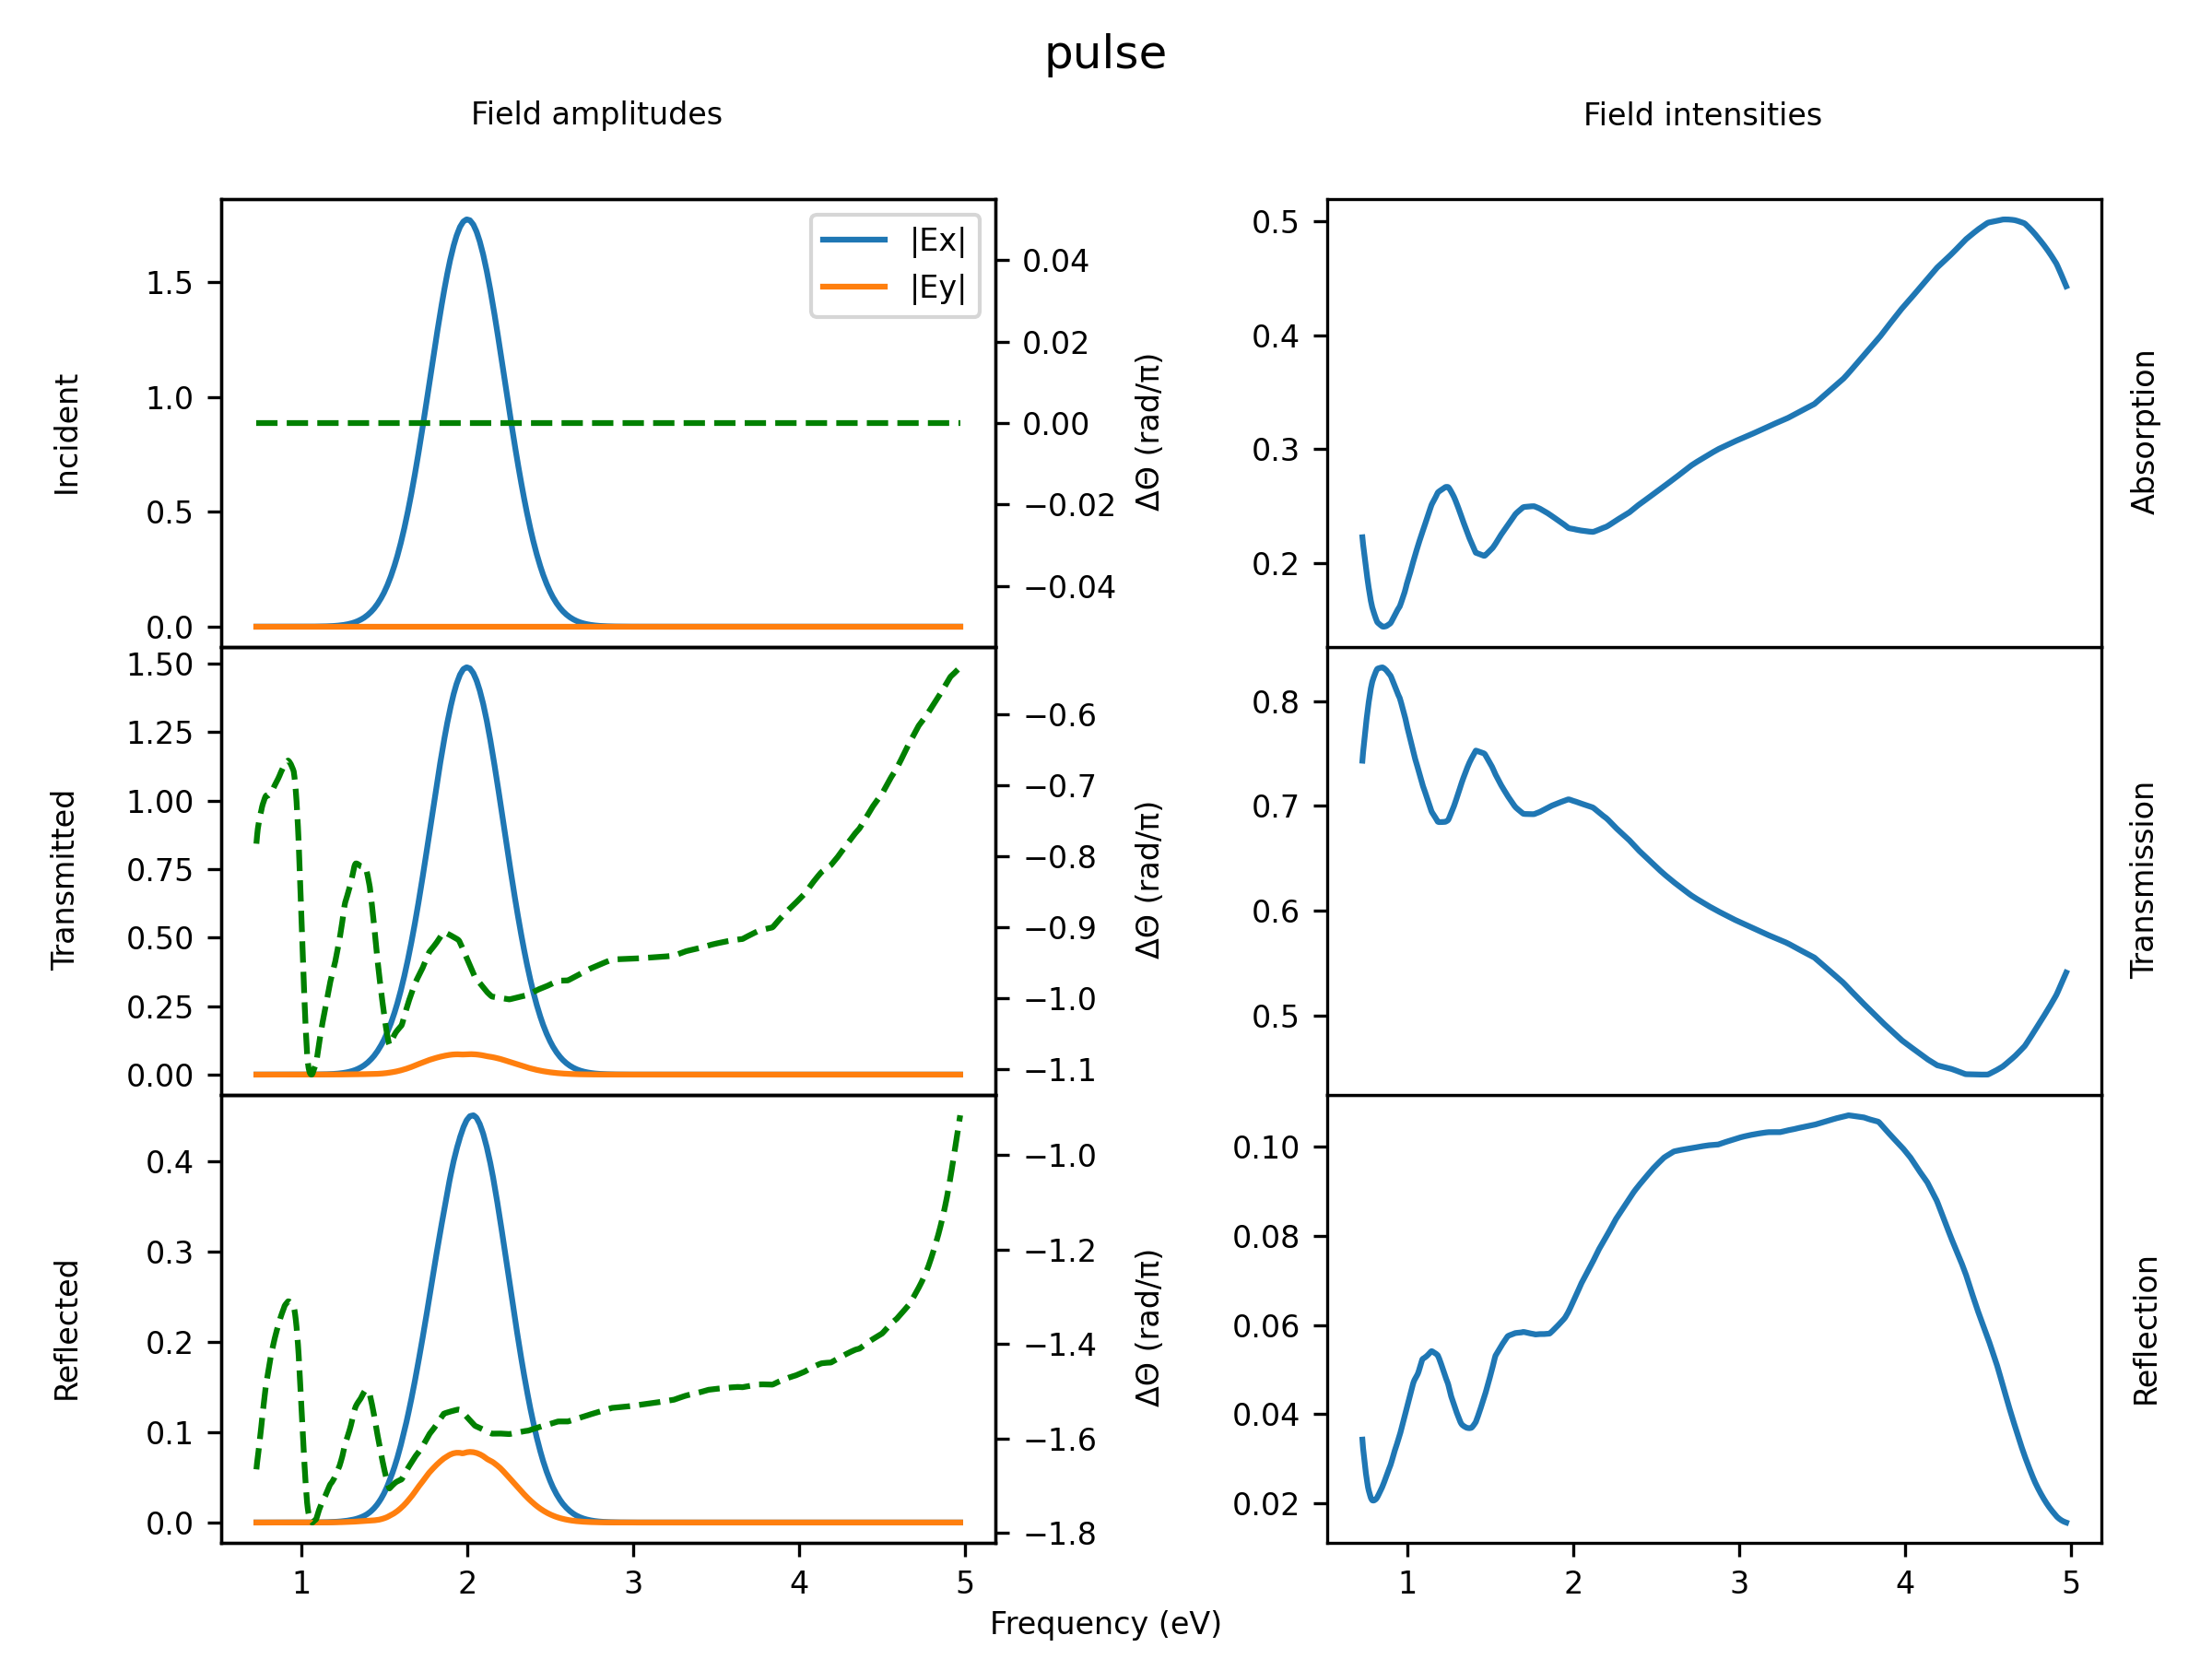 pulse
Field amplitudes
Field intensities
Incident
1.5
1.0
0.5
0.0
|Ex|
|Ey|
0.04
0.02
0.00
−0.02
−0.04
ΔΘ (rad/π)
0.5
0.4
0.3
0.2
Absorption
Transmitted
1.50
1.25
1.00
0.75
0.50
0.25
0.00
−0.6
−0.7
−0.8
−0.9
−1.0
−1.1
ΔΘ (rad/π)
0.8
0.7
0.6
0.5
Transmission
Reflected
0.4
0.3
0.2
0.1
0.0
−1.0
−1.2
−1.4
−1.6
−1.8
ΔΘ (rad/π)
0.10
0.08
0.06
0.04
0.02
Reflection
1 2 3 4 5
1 2 3 4 5
Frequency (eV)